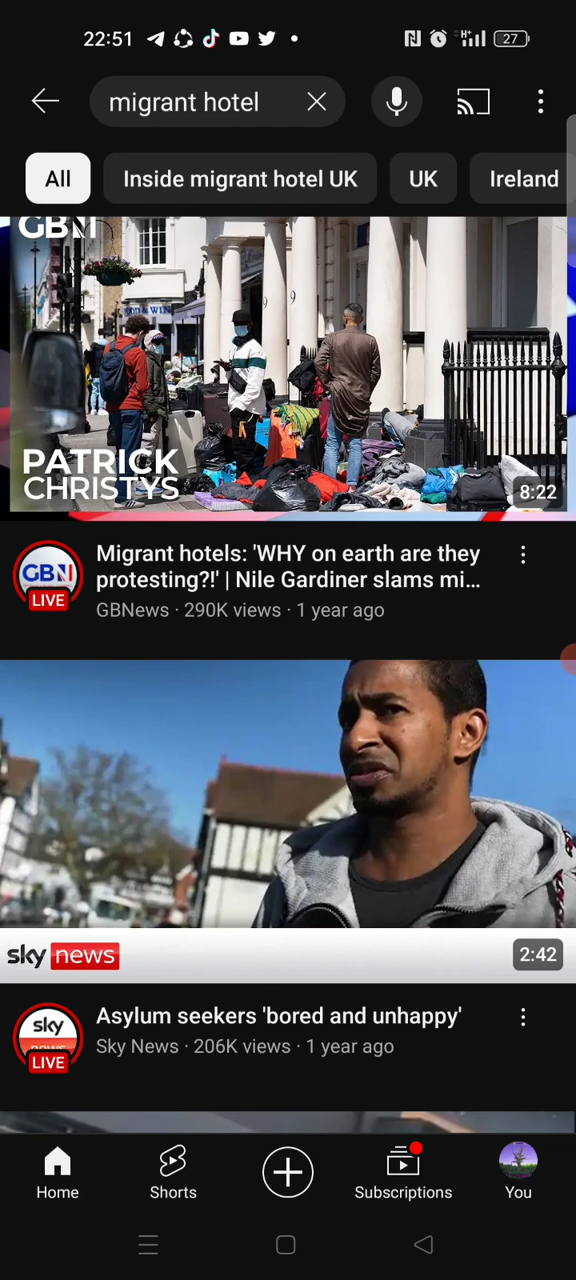 22:51
H+
27
migrant hotel
All
Inside migrant hotel UK
UK
Ireland
GBN
PATRICK
CHRISTYS
8:22
GBN
LIVE
Migrant hotels: 'WHY on earth are they
protesting?!' | Nile Gardiner slams mi...
GBNews · 290K views · 1 year ago
sky news
2:42
sky
news
LIVE
Asylum seekers 'bored and unhappy'
Sky News · 206K views · 1 year ago
Home
Shorts
Subscriptions
You